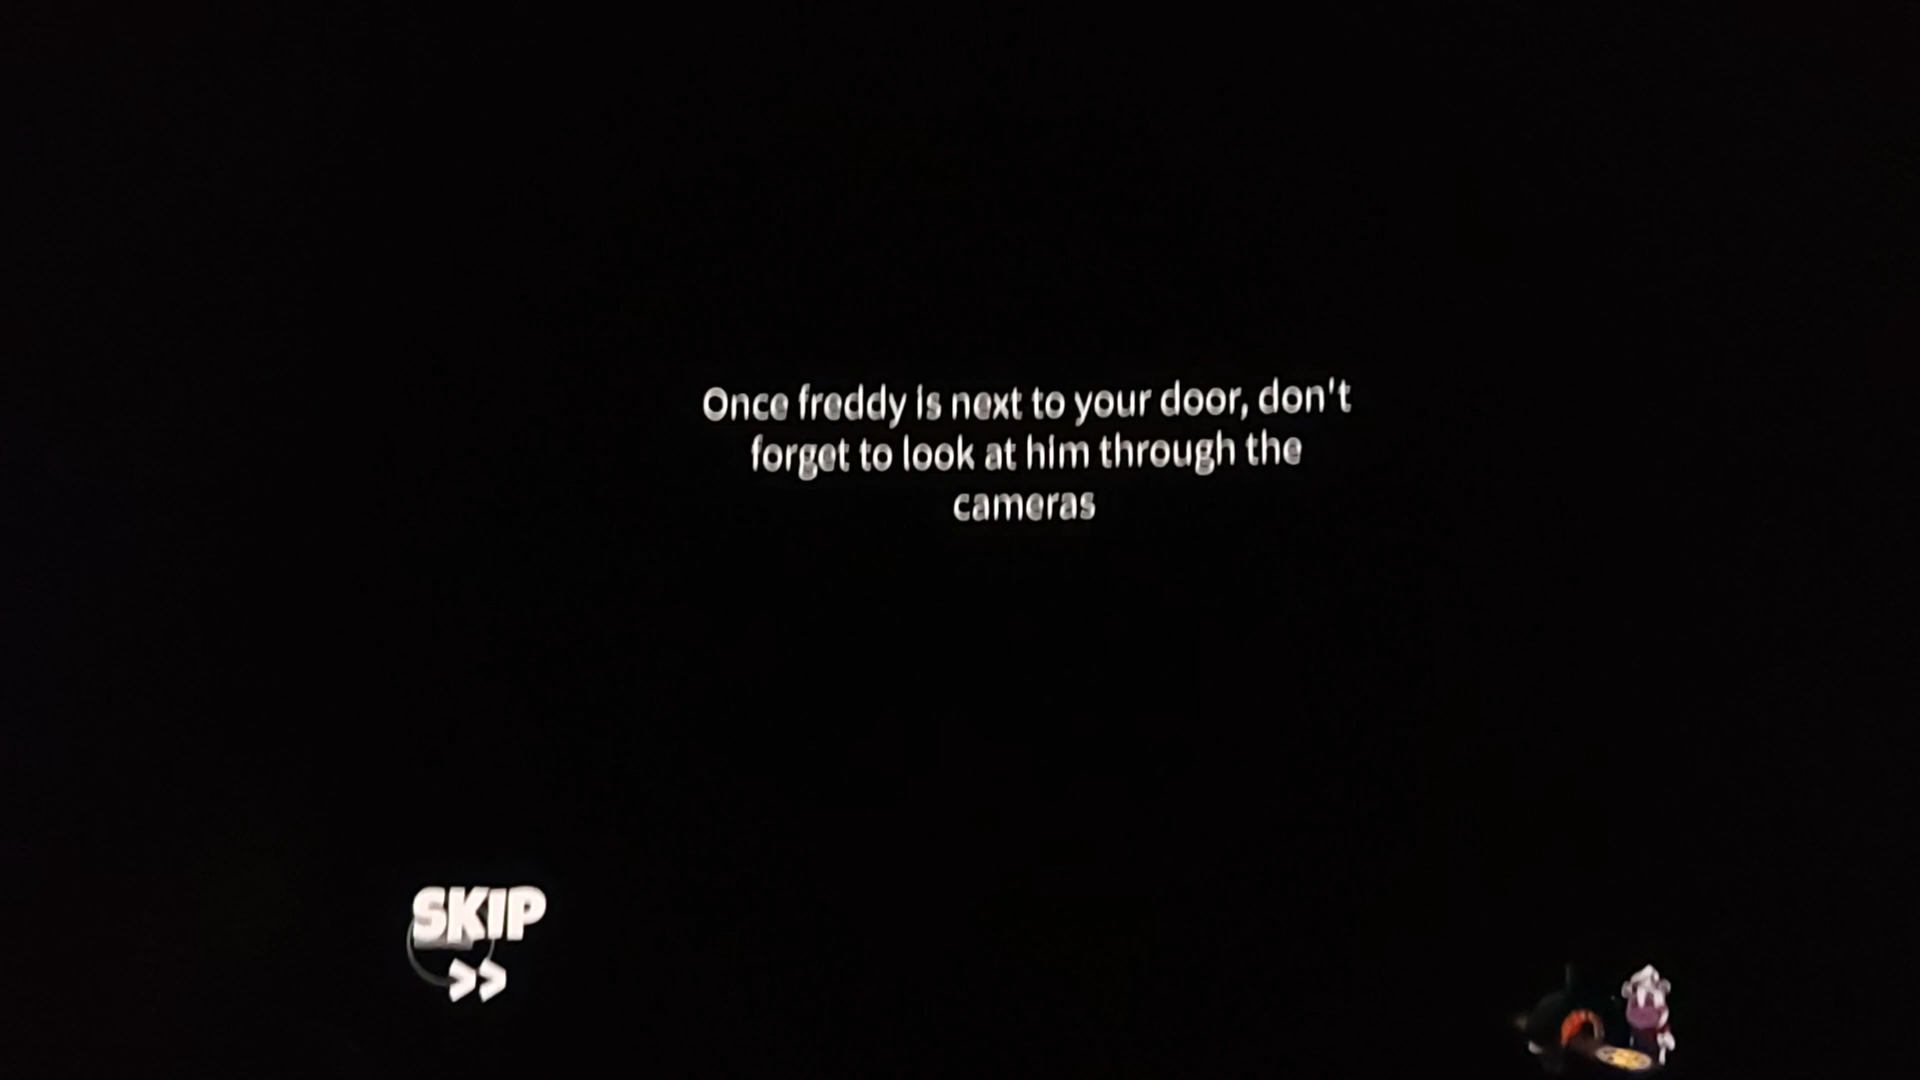 Once freddy is next to your door, don't
forget to look at him through the
cameras
SKIP
>>